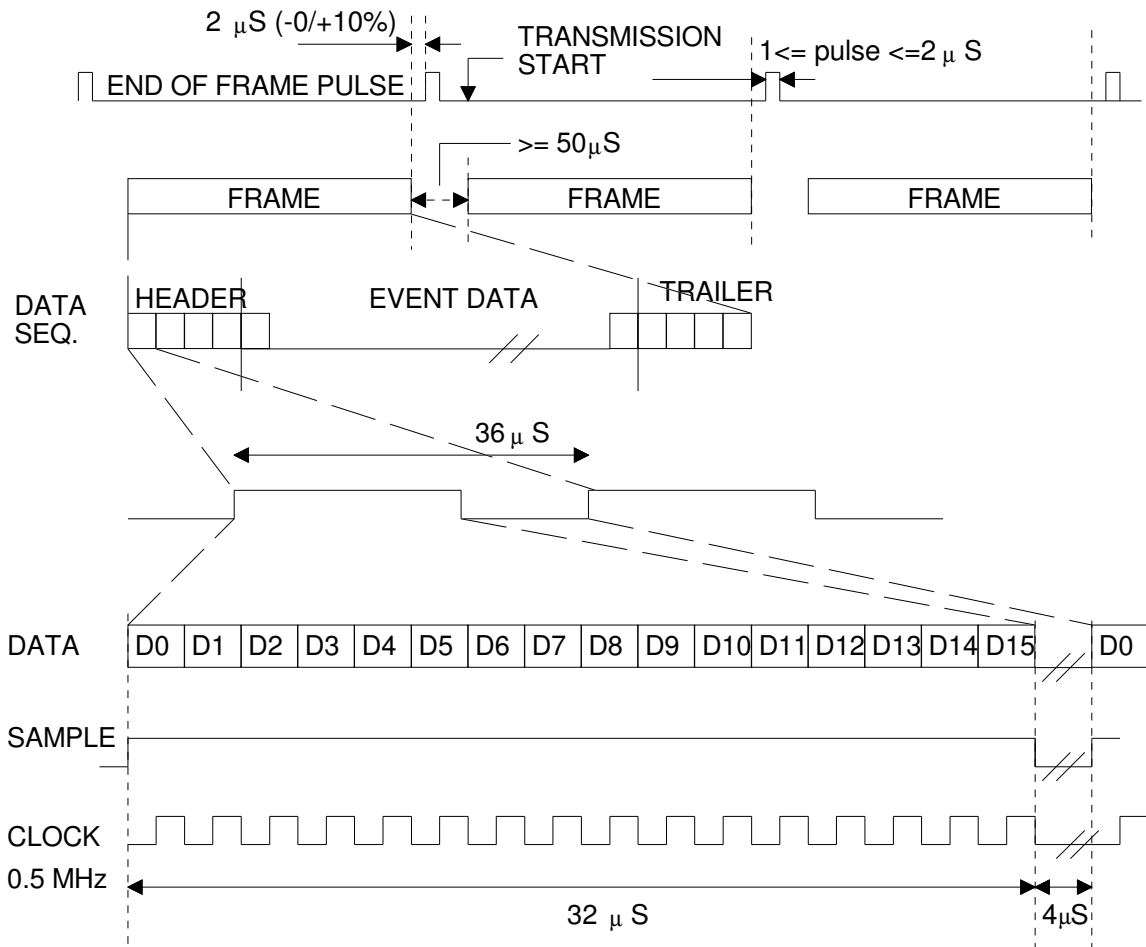 2 μS (-0/+10%)
TRANSMISSION
START
1<= pulse <=2 μ S
END OF FRAME PULSE
>= 50μS
FRAME
FRAME
FRAME
DATA
SEQ.
HEADER
EVENT DATA
TRAILER
36 μ S
DATA
D0 D1 D2 D3 D4 D5 D6 D7 D8 D9 D10 D11 D12 D13 D14 D15 D0
SAMPLE
CLOCK
0.5 MHz
32 μ S
4μS